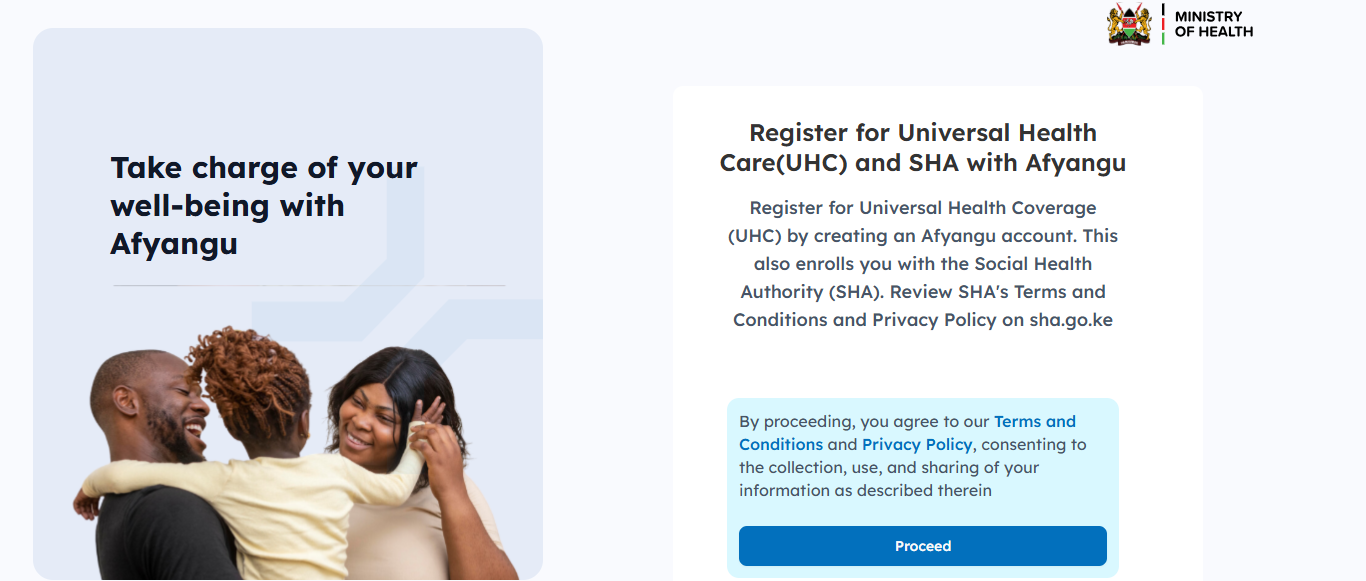 MINISTRY
OF HEALTH
Take charge of your
well-being with
Afyangu
Register for Universal Health
Care(UHC) and SHA with Afyangu
Register for Universal Health Coverage
(UHC) by creating an Afyangu account. This
also enrolls you with the Social Health
Authority (SHA). Review SHA's Terms and
Conditions and Privacy Policy on sha.go.ke
By proceeding, you agree to our Terms and
Conditions and Privacy Policy, consenting to
the collection, use, and sharing of your
information as described therein
Proceed